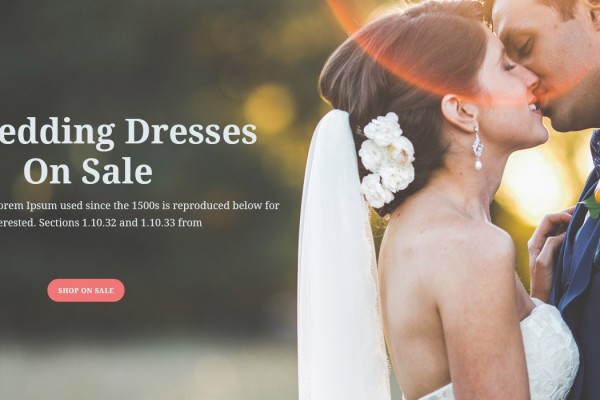 edding Dresses
On Sale
orem Ipsum used since the 1500s is reproduced below for
erested. Sections 1.10.32 and 1.10.33 from
SHOP ON SALE